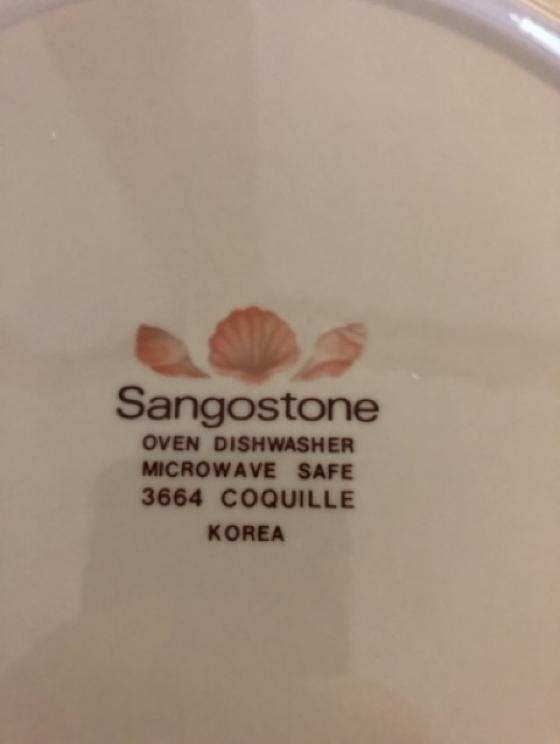 Sangostone
OVEN DISHWASHER
MICROWAVE SAFE
3664 COQUILLE
KOREA